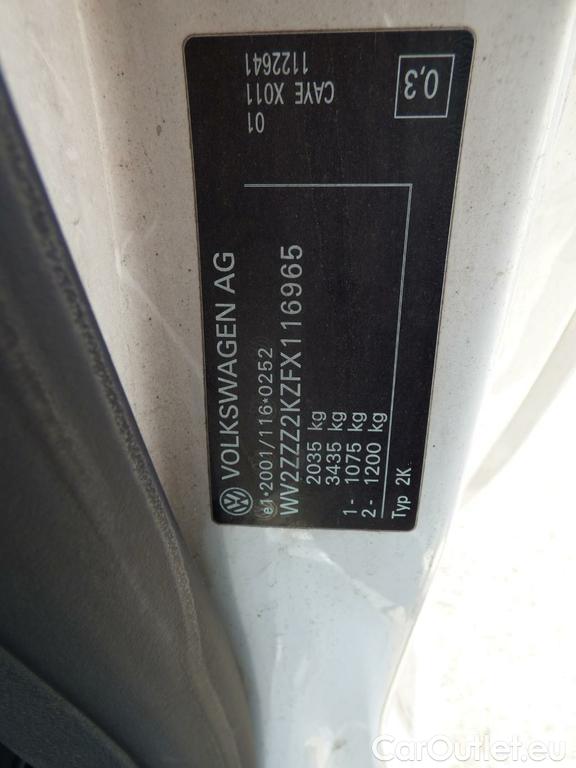 VOLKSWAGEN AG
e1*2001/116*0252
WV2ZZZ2KZFX116965
2035 kg
3435 kg
1- 1075 kg
2- 1200 kg
Typ 2K
01
CAYE X011
1122641
0,3
CarOutlet.eu